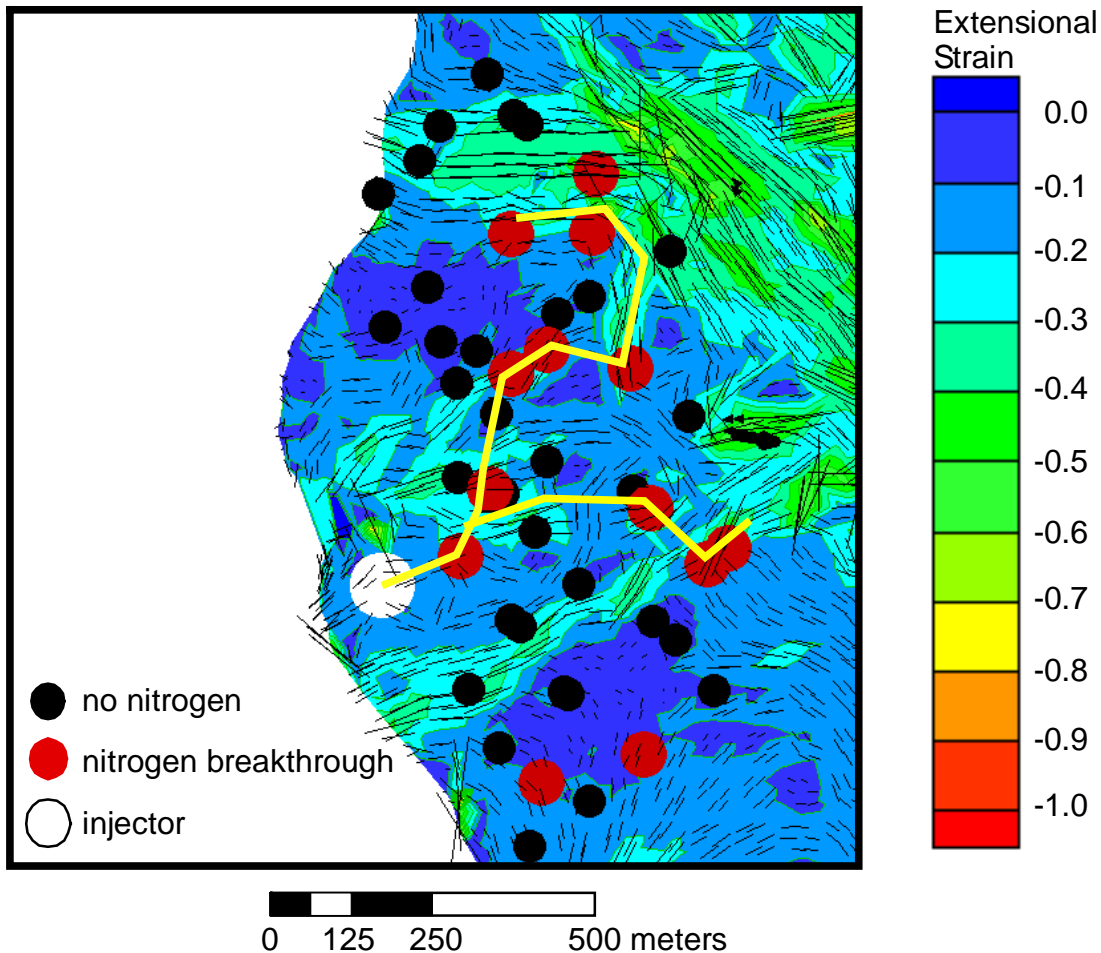 Extensional
Strain
0.0
-0.1
-0.2
-0.3
-0.4
-0.5
-0.6
-0.7
-0.8
-0.9
-1.0
no nitrogen
nitrogen breakthrough
injector
0 125 250 500 meters